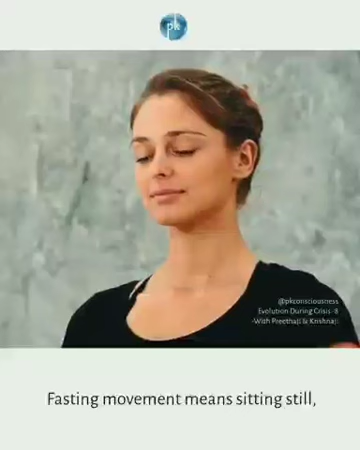 pk
@pkconsciousness
Evolution During Crisis -8
-With Preethaji & Krishnaji
Fasting movement means sitting still,